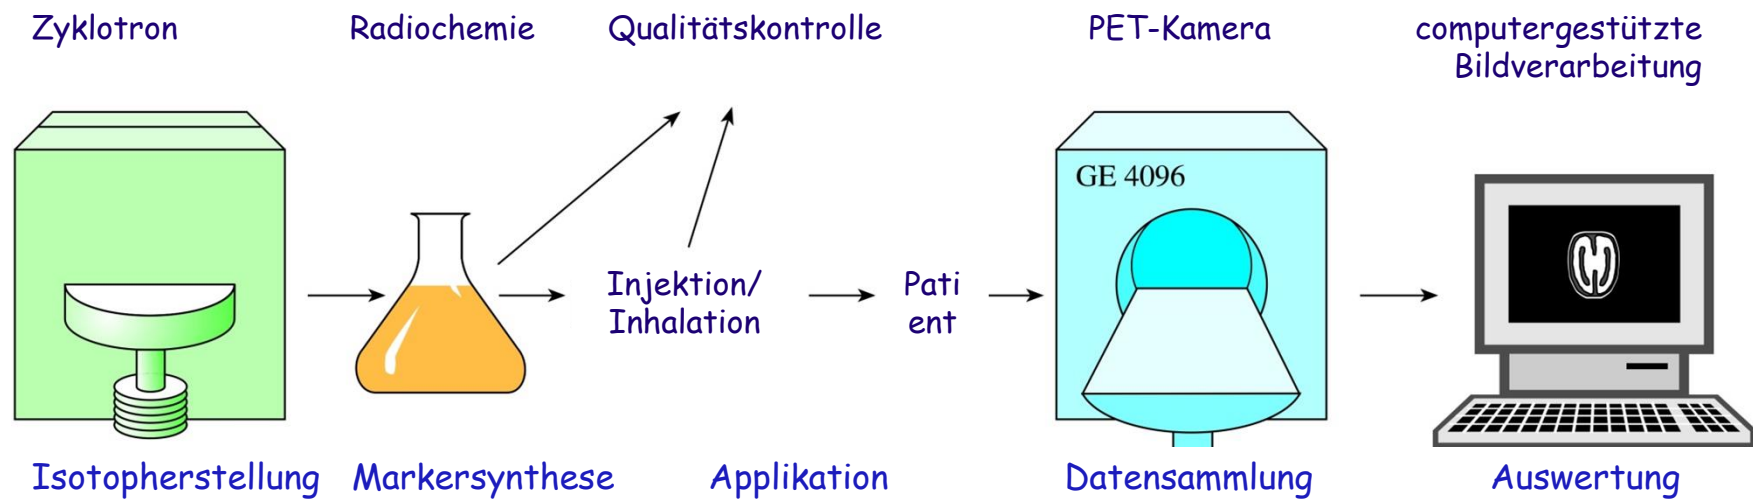 Zyklotron
Radiochemie
Qualitätskontrolle
PET-Kamera
computergestützte
Bildverarbeitung
GE 4096
Injektion/
Inhalation
Pati
ent
Isotopherstellung
Markersynthese
Applikation
Datensammlung
Auswertung